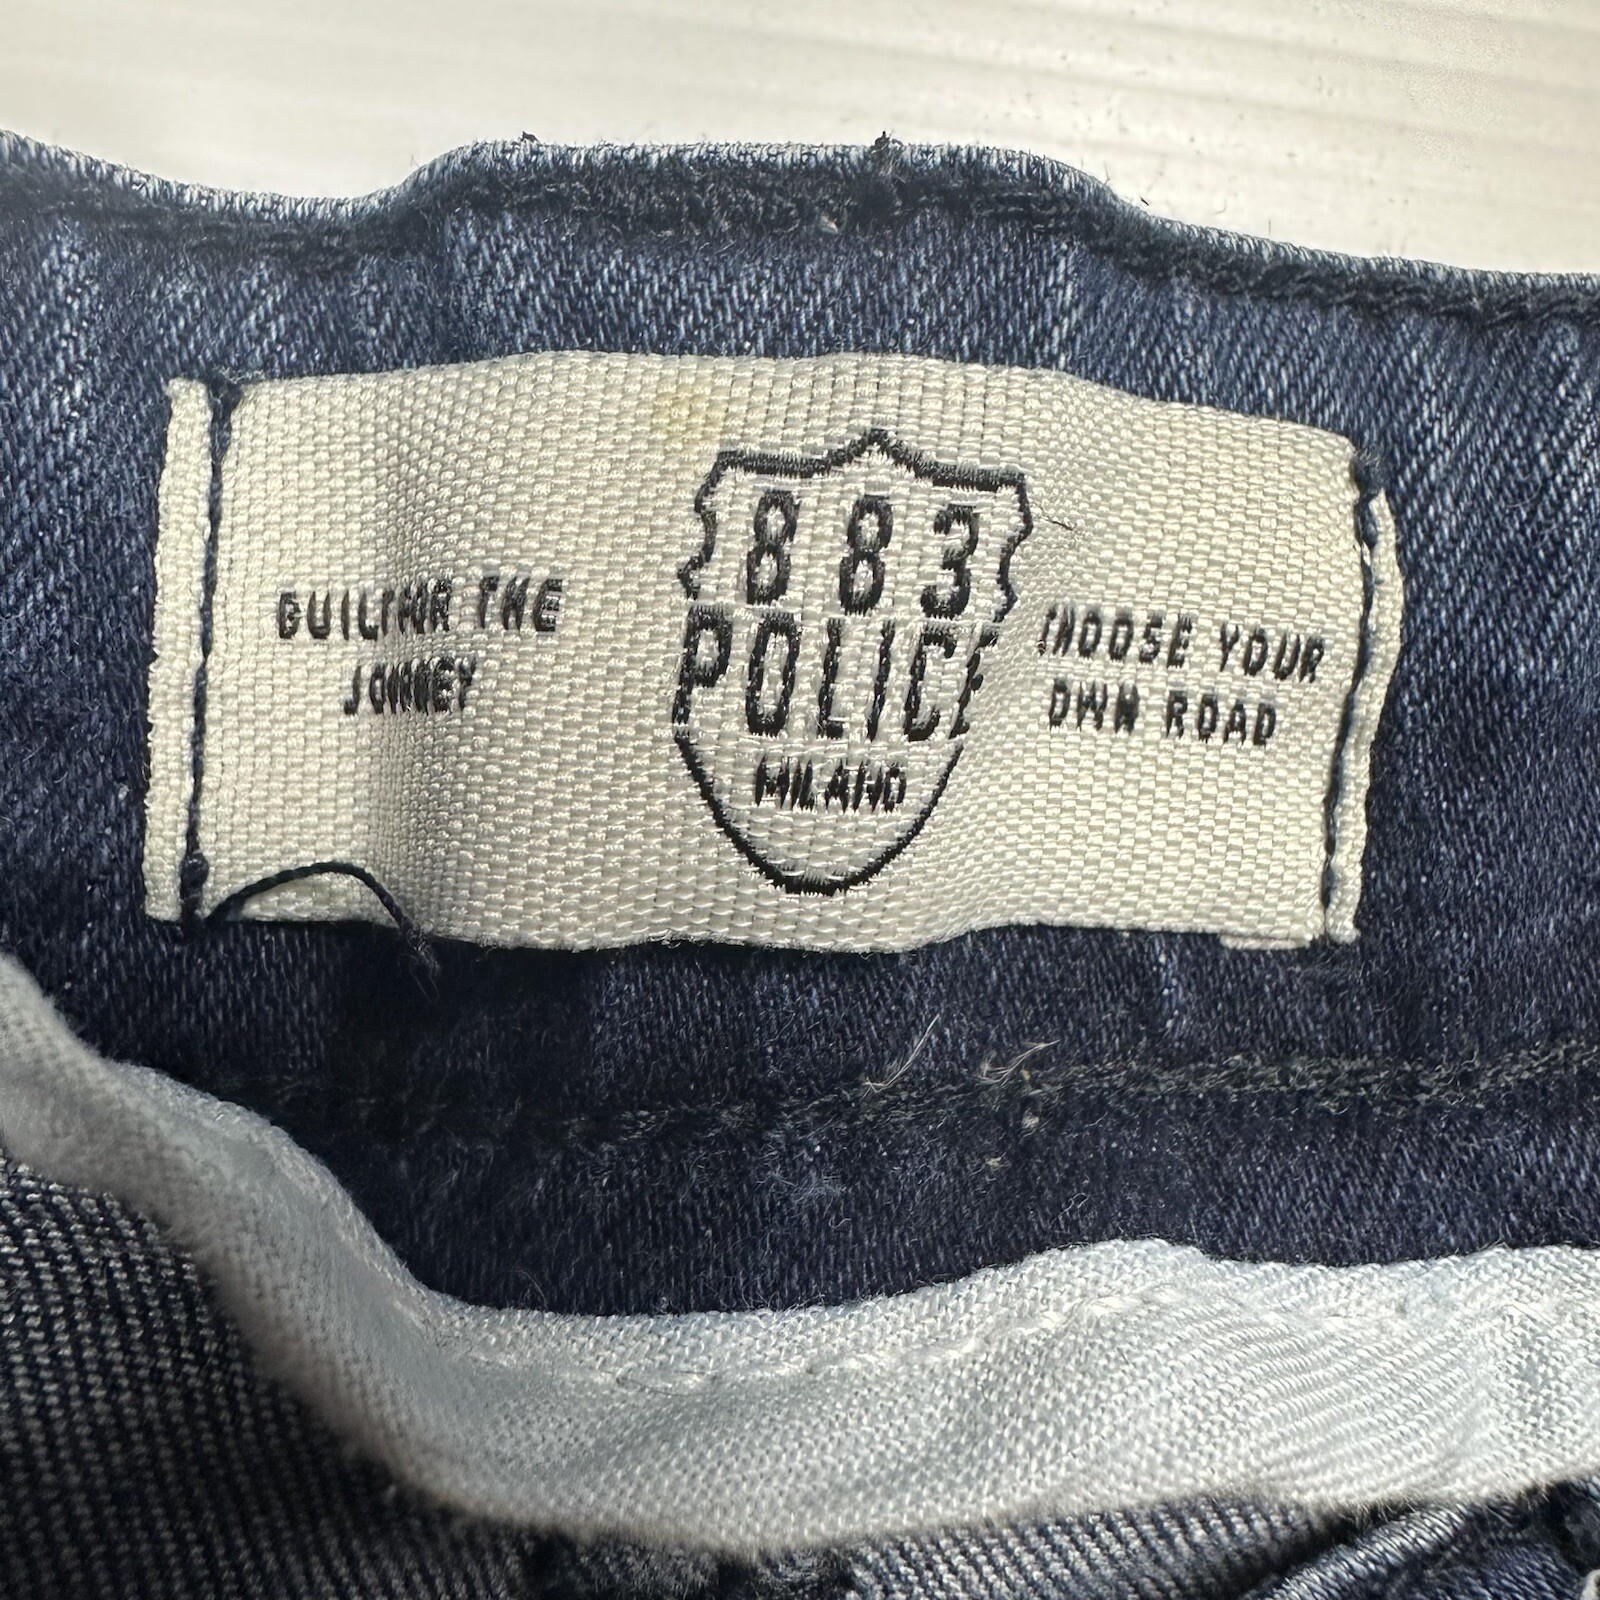 BUILT FOR THE
JOURNEY
883
POLICE
MILANO
CHOOSE YOUR
OWN ROAD